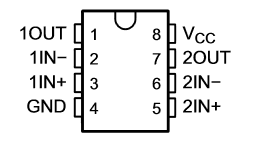 1OUT 1 8 VCC
1IN− 2 7 2OUT
1IN+ 3 6 2IN−
GND 4 5 2IN+